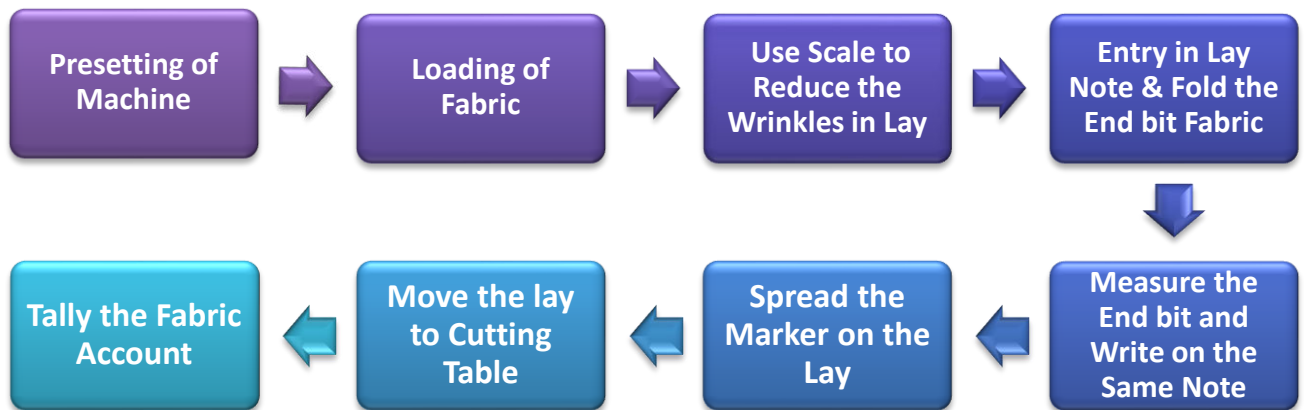 Presetting of
Machine
Loading of
Fabric
Use Scale to
Reduce the
Wrinkles in Lay
Entry in Lay
Note & Fold the
End bit Fabric
Measure the
End bit and
Write on the
Same Note
Spread the
Marker on the
Lay
Move the lay
to Cutting
Table
Tally the Fabric
Account